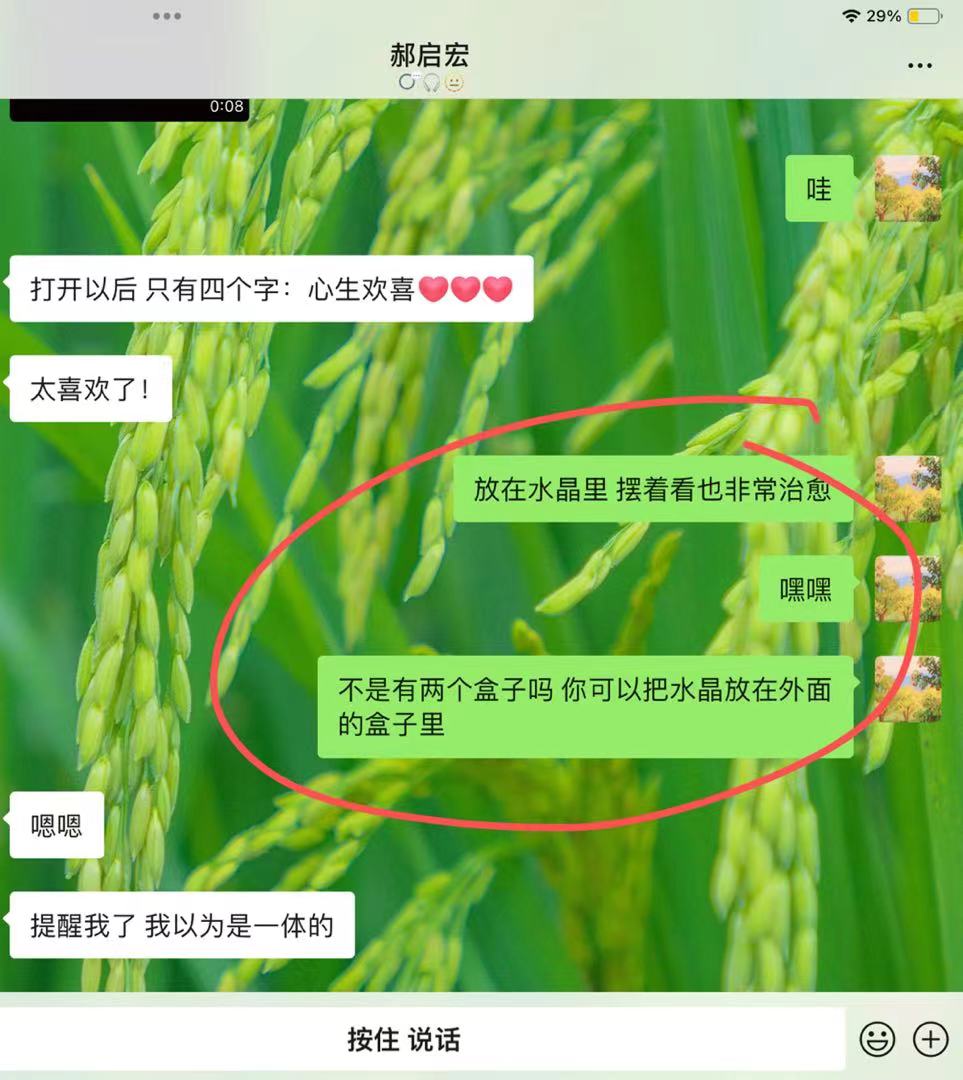 29%
郝启宏
0:08
哇
打开以后 只有四个字：心生欢喜
太喜欢了！
放在水晶里 摆着看也非常治愈
嘿嘿
不是有两个盒子吗 你可以把水晶放在外面
的盒子里
嗯嗯
提醒我了 我以为是一体的
按住 说话